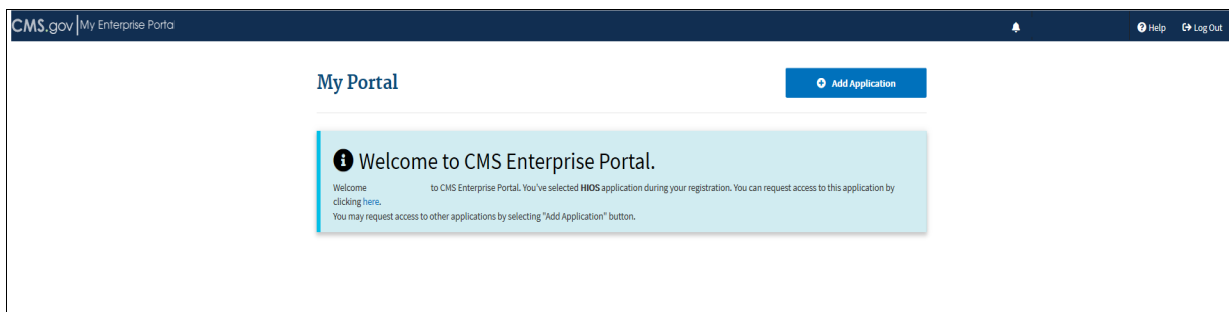 CMS.gov My Enterprise Portal
Help Log Out
My Portal
Add Application
Welcome to CMS Enterprise Portal.
Welcome to CMS Enterprise Portal. You've selected HIOS application during your registration. You can request access to this application by
clicking here.
You may request access to other applications by selecting "Add Application" button.